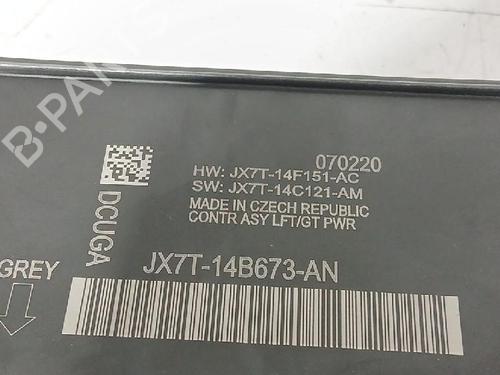 B-PARTS
070220
HW: JX7T-14F151-AC
SW: JX7T-14C121-AM
MADE IN CZECH REPUBLIC
CONTR ASY LFT/GT PWR
DCUGA
GREY
JX7T-14B673-AN